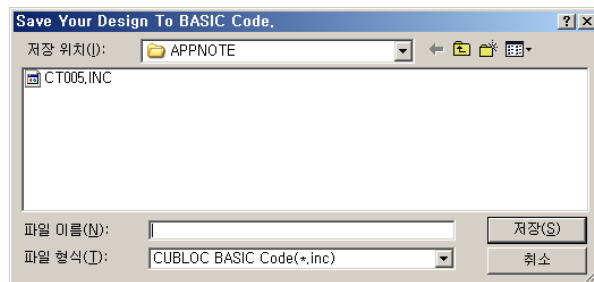 Save Your Design To BASIC Code.
저장 위치(I): APPNOTE
CT005.INC
파일 이름(N): 저장(S)
파일 형식(T): CUBLOC BASIC Code(*.inc) 취소